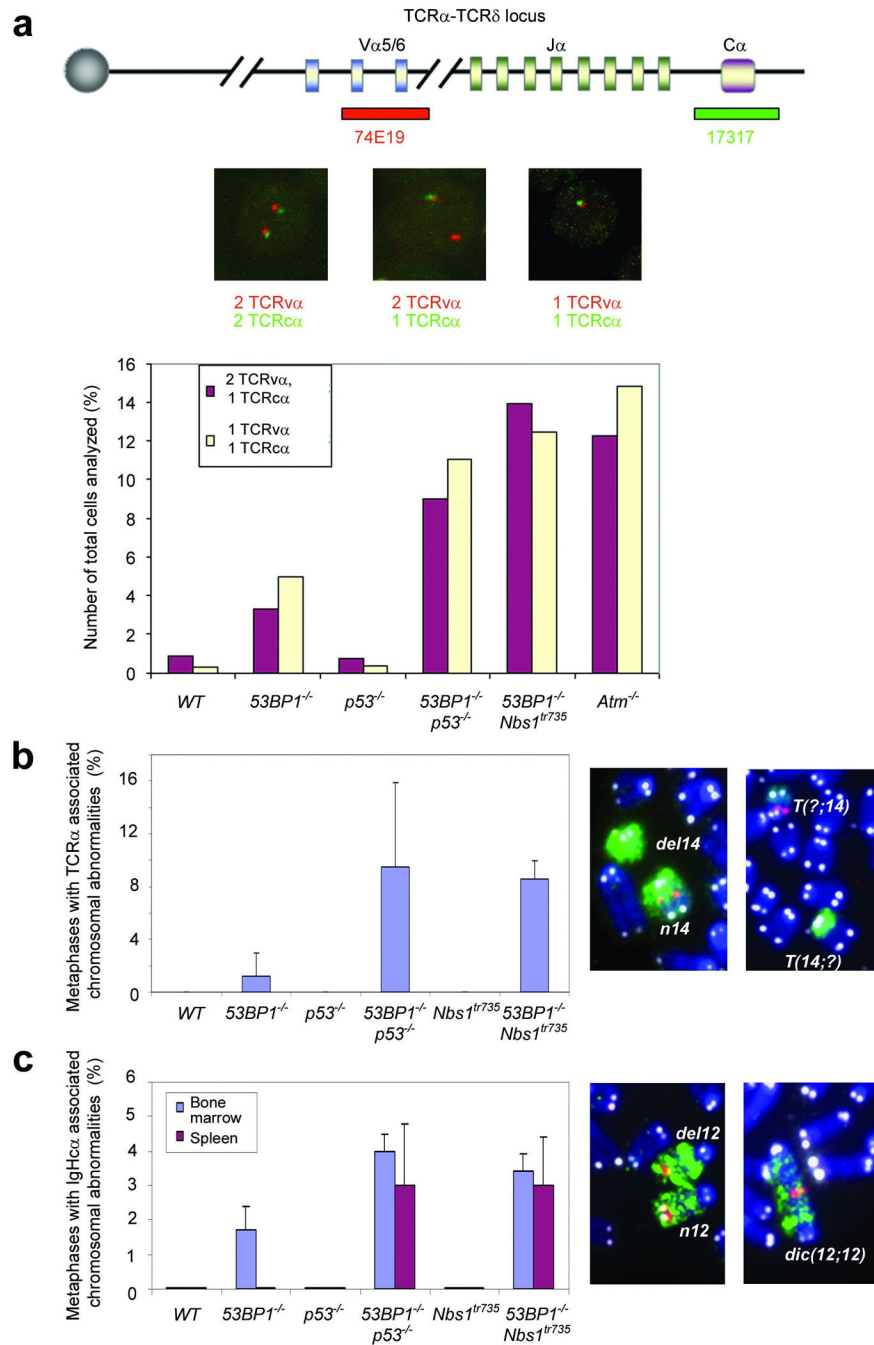 a
TCRα-TCRδ locus
Vα5/6
Jα
Cα
74E19
17317
2 TCRvα
2 TCRcα
2 TCRvα
1 TCRcα
1 TCRvα
1 TCRcα
Number of total cells analyzed (%)
16
14
12
10
8
6
4
2
0
2 TCRvα,
1 TCRcα
1 TCRvα
1 TCRcα
WT
53BP1-/-
p53-/-
53BP1-/-
p53-/-
53BP1-/-
Nbs1tr735
Atm-/-
b
Metaphases with TCRα associated
chromosomal abnormalities (%)
16
12
8
4
0
WT
53BP1-/-
p53-/-
53BP1-/-
p53-/-
Nbs1tr735
53BP1-/-
Nbs1tr735
del14
n14
T(?;14)
T(14;?)
c
Metaphases with IgHcα associated
chromosomal abnormalities (%)
6
5
4
3
2
1
0
Bone
marrow
Spleen
WT
53BP1-/-
p53-/-
53BP1-/-
p53-/-
Nbs1tr735
53BP1-/-
Nbs1tr735
del12
n12
dic(12;12)